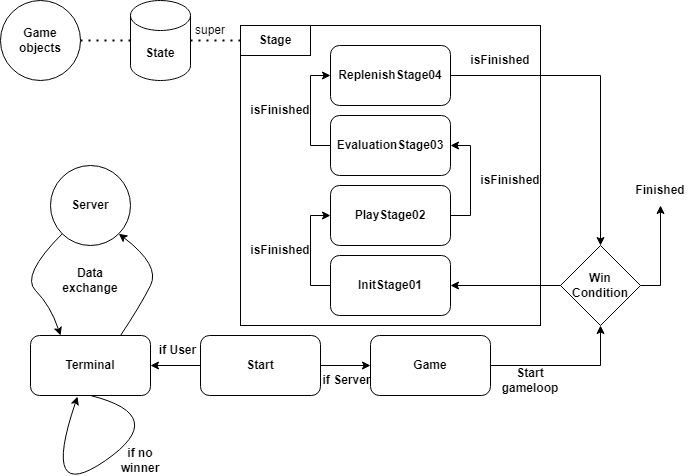 Game
objects
State
super
Stage
ReplenishStage04
isFinished
isFinished
EvaluationStage03
isFinished
PlayStage02
isFinished
InitStage01
Finished
Win
Condition
Server
Data
exchange
Terminal
if User
Start
if Server
Game
Start
gameloop
if no
winner